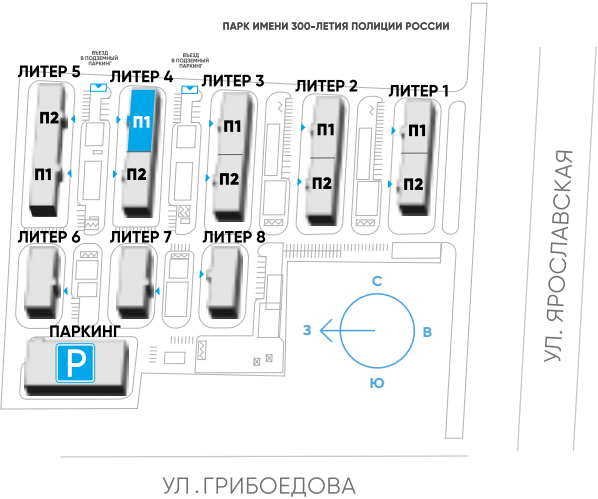 ПАРК ИМЕНИ 300-ЛЕТИЯ ПОЛИЦИИ РОССИИ
ВЪЕЗД
В ПОДЗЕМНЫЙ
ПАРКИНГ
ВЪЕЗД
В ПОДЗЕМНЫЙ
ПАРКИНГ
ЛИТЕР 5
ЛИТЕР 4
ЛИТЕР 3
ЛИТЕР 2
ЛИТЕР 1
П2
П1
П1
П1
П1
П1
П2
П2
П2
П2
ЛИТЕР 6
ЛИТЕР 7
ЛИТЕР 8
ПАРКИНГ
P
С
З
В
Ю
УЛ. ЯРОСЛАВСКАЯ
УЛ . ГРИБОЕДОВА